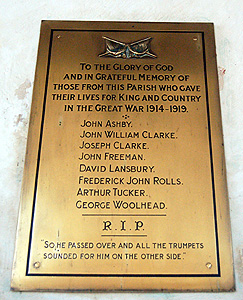 TO THE GLORY OF GOD
AND IN GRATEFUL MEMORY OF
THOSE FROM THIS PARISH WHO GAVE
THEIR LIVES FOR KING AND COUNTRY
IN THE GREAT WAR 1914-1919.
JOHN ASHBY.
JOHN WILLIAM CLARKE.
JOSEPH CLARKE.
JOHN FREEMAN.
DAVID LANSBURY.
FREDERICK JOHN ROLLS.
ARTHUR TUCKER.
GEORGE WOOLHEAD.
R.I.P.
"SO HE PASSED OVER AND ALL THE TRUMPETS
SOUNDED FOR HIM ON THE OTHER SIDE."